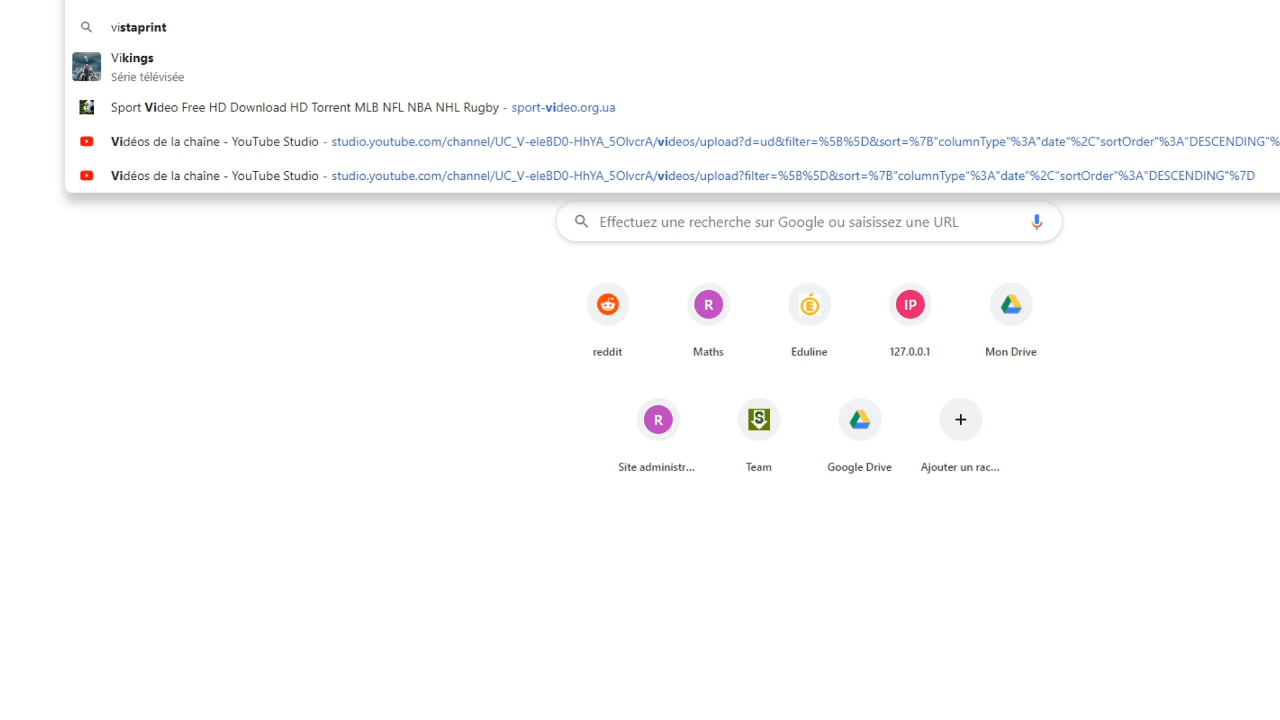 vistaprint
Vikings
Série télévisée
Sport Video Free HD Download HD Torrent MLB NFL NBA NHL Rugby - sport-video.org.ua
Vidéos de la chaîne - YouTube Studio - studio.youtube.com/channel/UC_V-eleBD0-HhYA_5OIvcrA/videos/upload?d=ud&filter=%5B%5D&sort=%7B"columnType"%3A"date"%2C"sortOrder"%3A"DESCENDING"%
Vidéos de la chaîne - YouTube Studio - studio.youtube.com/channel/UC_V-eleBD0-HhYA_5OIvcrA/videos/upload?filter=%5B%5D&sort=%7B"columnType"%3A"date"%2C"sortOrder"%3A"DESCENDING"%7D
Effectuez une recherche sur Google ou saisissez une URL
R E IP
reddit Maths Eduline 127.0.0.1 Mon Drive
R S
Site administr... Team Google Drive Ajouter un rac...